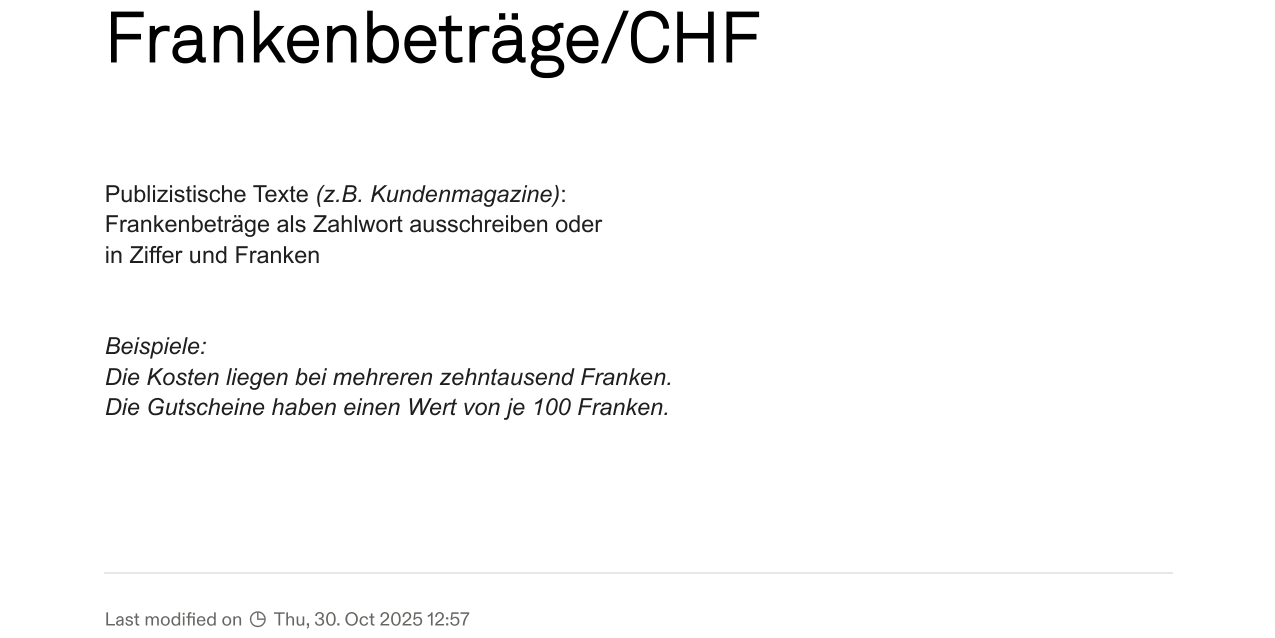 Frankenbeträge/CHF
Publizistische Texte (z.B. Kundenmagazine):
Frankenbeträge als Zahlwort ausschreiben oder
in Ziffer und Franken
Beispiele:
Die Kosten liegen bei mehreren zehntausend Franken.
Die Gutscheine haben einen Wert von je 100 Franken.
Last modified on Thu, 30. Oct 2025 12:57